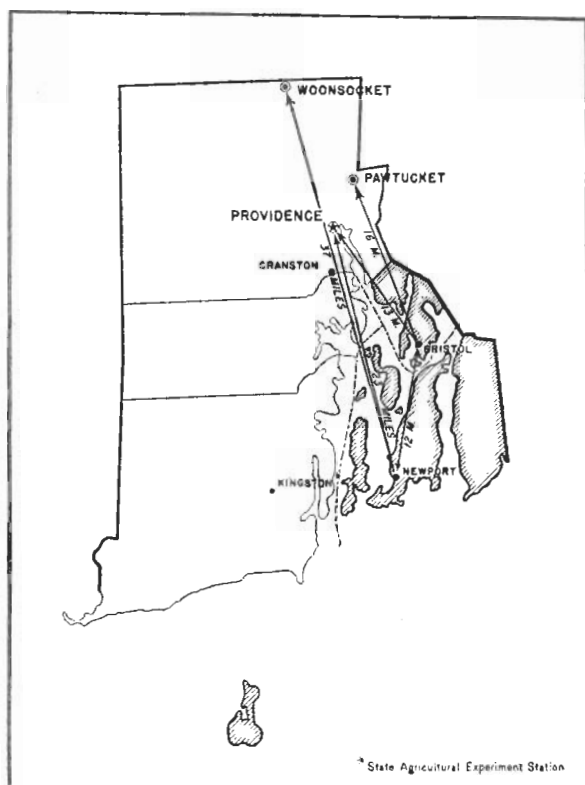 WOONSOCKET
PAWTUCKET
PROVIDENCE
16 M.
CRANSTON
37 MILES
13 M.
BRISTOL
MILES
12 M.
NEWPORT
KINGSTON
* State Agricultural Experiment Station